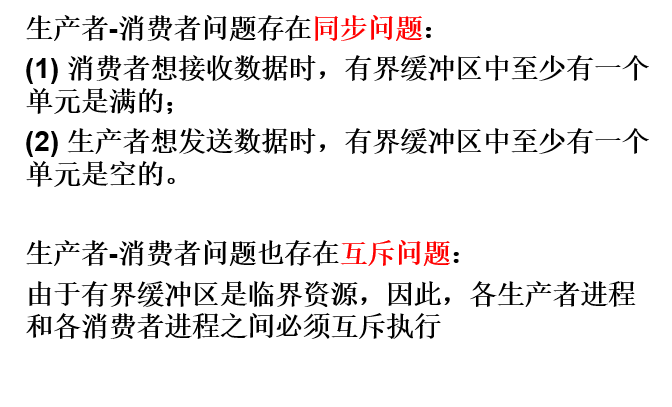 生产者-消费者问题存在同步问题：
(1) 消费者想接收数据时，有界缓冲区中至少有一个
单元是满的；
(2) 生产者想发送数据时，有界缓冲区中至少有一个
单元是空的。
生产者-消费者问题也存在互斥问题：
由于有界缓冲区是临界资源，因此，各生产者进程
和各消费者进程之间必须互斥执行